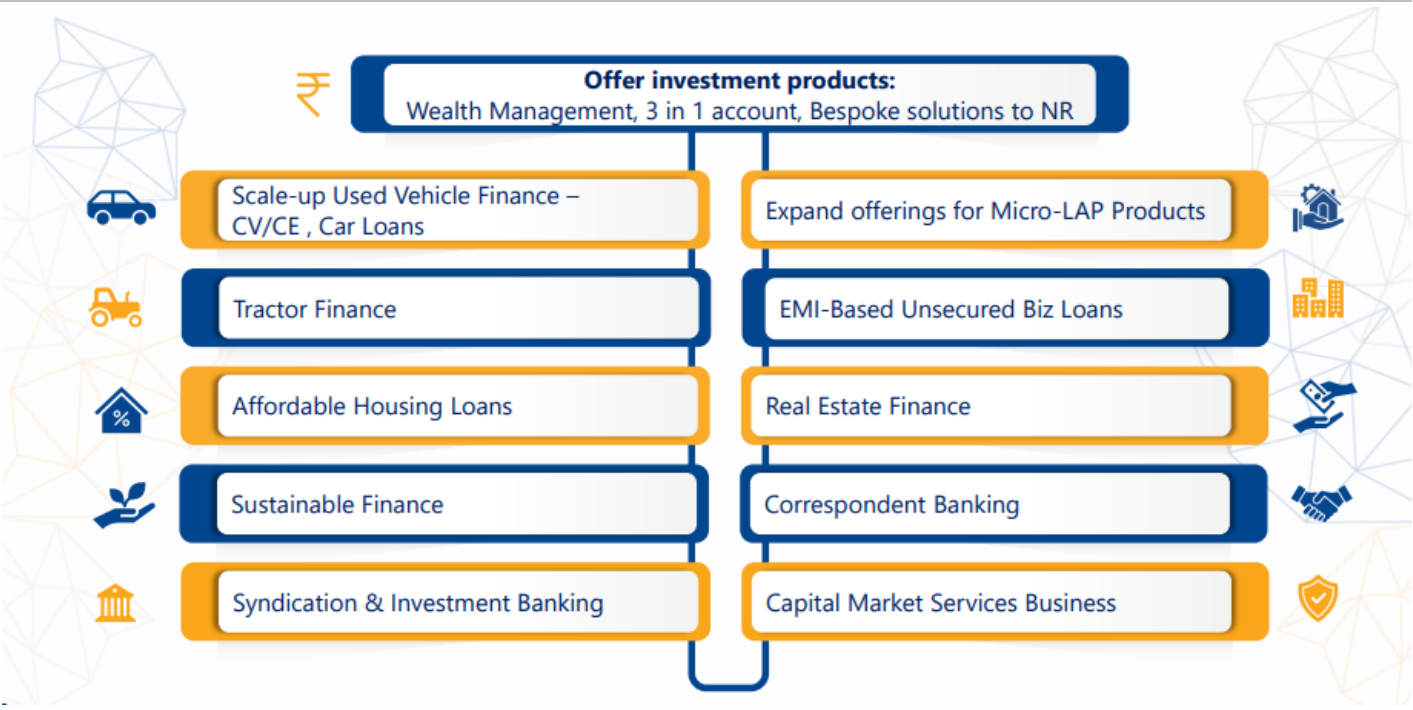 Offer investment products:
Wealth Management, 3 in 1 account, Bespoke solutions to NR
Scale-up Used Vehicle Finance –
CV/CE , Car Loans
Expand offerings for Micro-LAP Products
Tractor Finance
EMI-Based Unsecured Biz Loans
Affordable Housing Loans
Real Estate Finance
Sustainable Finance
Correspondent Banking
Syndication & Investment Banking
Capital Market Services Business
₹
%